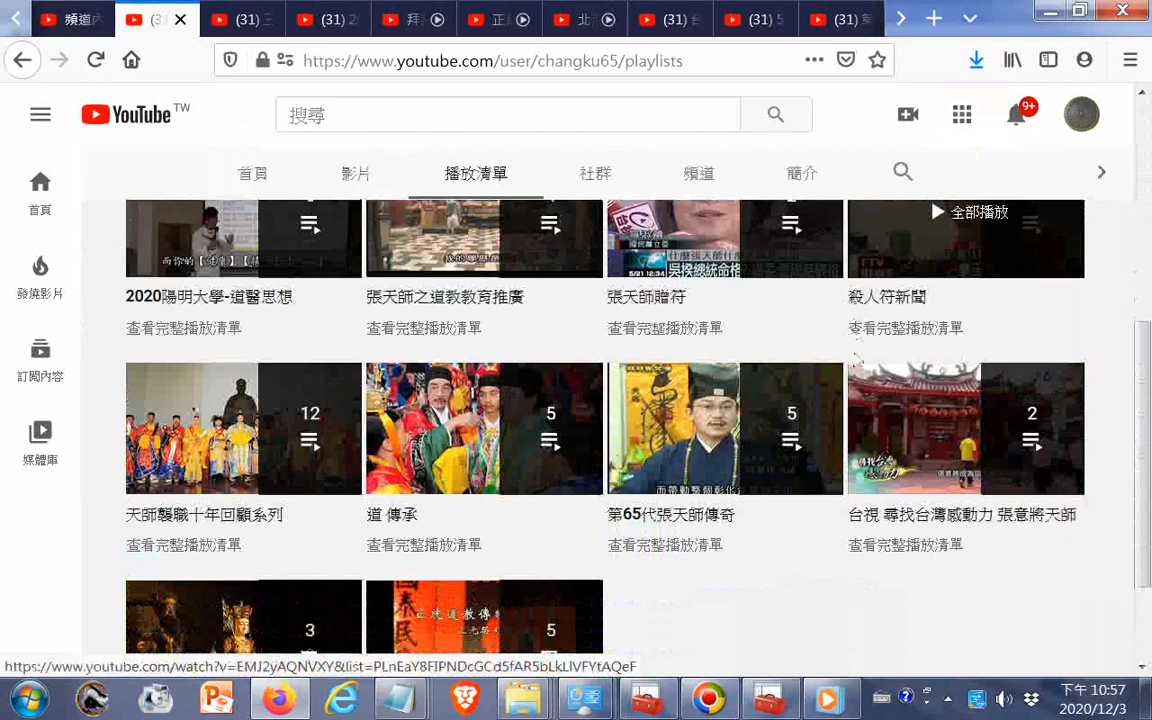 頻道內
(31
(31) 三
(31) 2
拜
正
北
(31) 台
(31) 5
(31) 第
https://www.youtube.com/user/changku65/playlists
YouTube TW
搜尋
9+
首頁
影片
播放清單
社群
頻道
簡介
首頁
發燒影片
訂閱內容
媒體庫
全部播放
2020陽明大學-道醫思想
張天師之道教教育推廣
張天師贈符
殺人符新聞
查看完整播放清單
查看完整播放清單
查看完整播放清單
查看完整播放清單
12
5
5
2
天師襲職十年回顧系列
道 傳承
第65代張天師傳奇
台視 尋找台灣感動力 張意將天師
查看完整播放清單
查看完整播放清單
查看完整播放清單
查看完整播放清單
3
5
https://www.youtube.com/watch?v=EMJ2yAQNVXY&list=PLnEaY8FIPNDcGCd5fAR5bLkLlVFYtAQeF
下午 10:57
2020/12/3